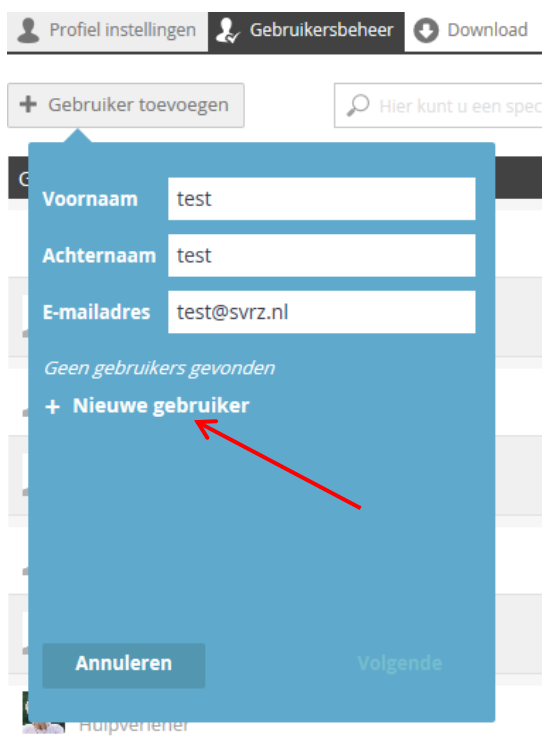 Profiel instellingen Gebruikersbeheer Download
+ Gebruiker toevoegen Hier kunt u een spec
G
Voornaam test
Achternaam test
E-mailadres test@svrz.nl
Geen gebruikers gevonden
+ Nieuwe gebruiker
Annuleren Volgende
Hulpverlener